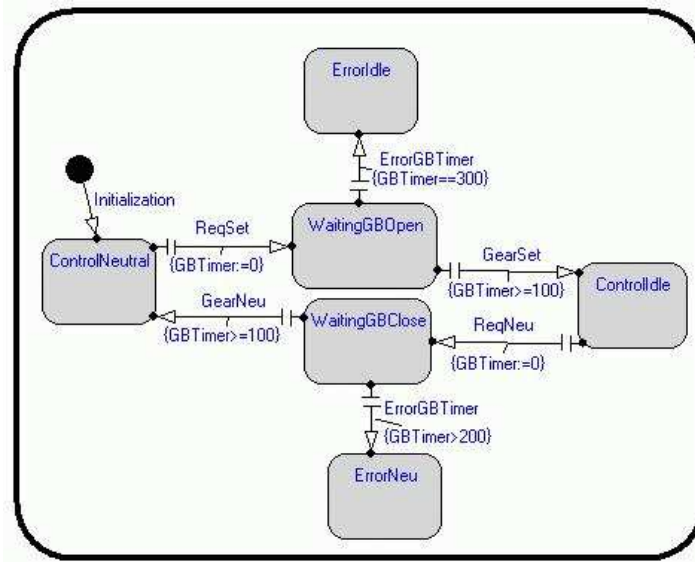 ErrorIdle
ErrorGBTimer
{GBTimer==300}
Initialization
ReqSet
WaitingGBOpen
ControlNeutral
{GBTimer:=0}
GearSet
{GBTimer>=100}
ControlIdle
GearNeu
WaitingGBClose
{GBTimer>=100}
ReqNeu
{GBTimer:=0}
ErrorGBTimer
{GBTimer>200}
ErrorNeu